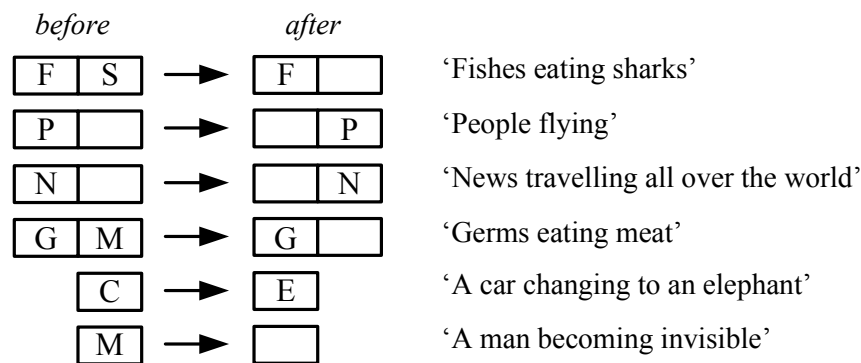 before after
F S F ‘Fishes eating sharks’
P P ‘People flying’
N N ‘News travelling all over the world’
G M G ‘Germs eating meat’
C E ‘A car changing to an elephant’
M ‘A man becoming invisible’